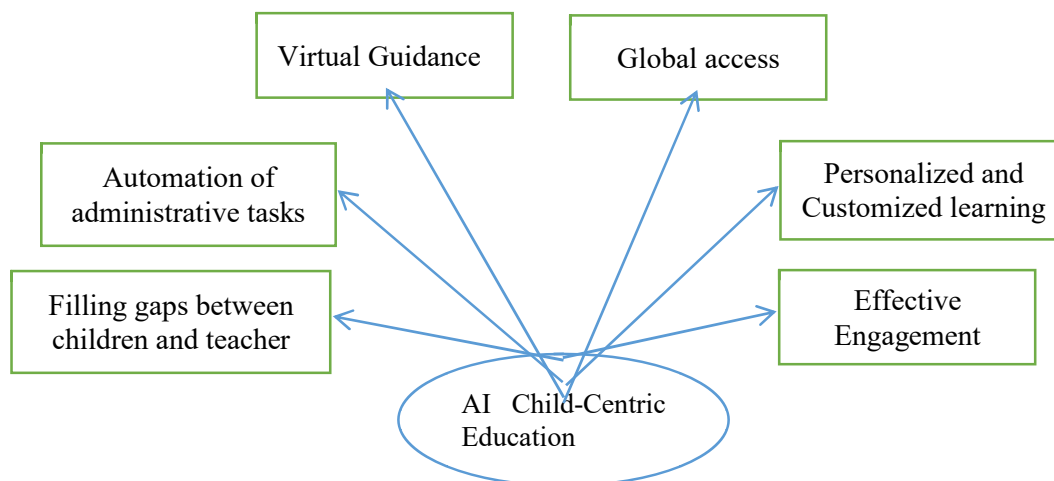 Virtual Guidance
Global access
Automation of
administrative tasks
Personalized and
Customized learning
Filling gaps between
children and teacher
Effective
Engagement
AI Child-Centric
Education